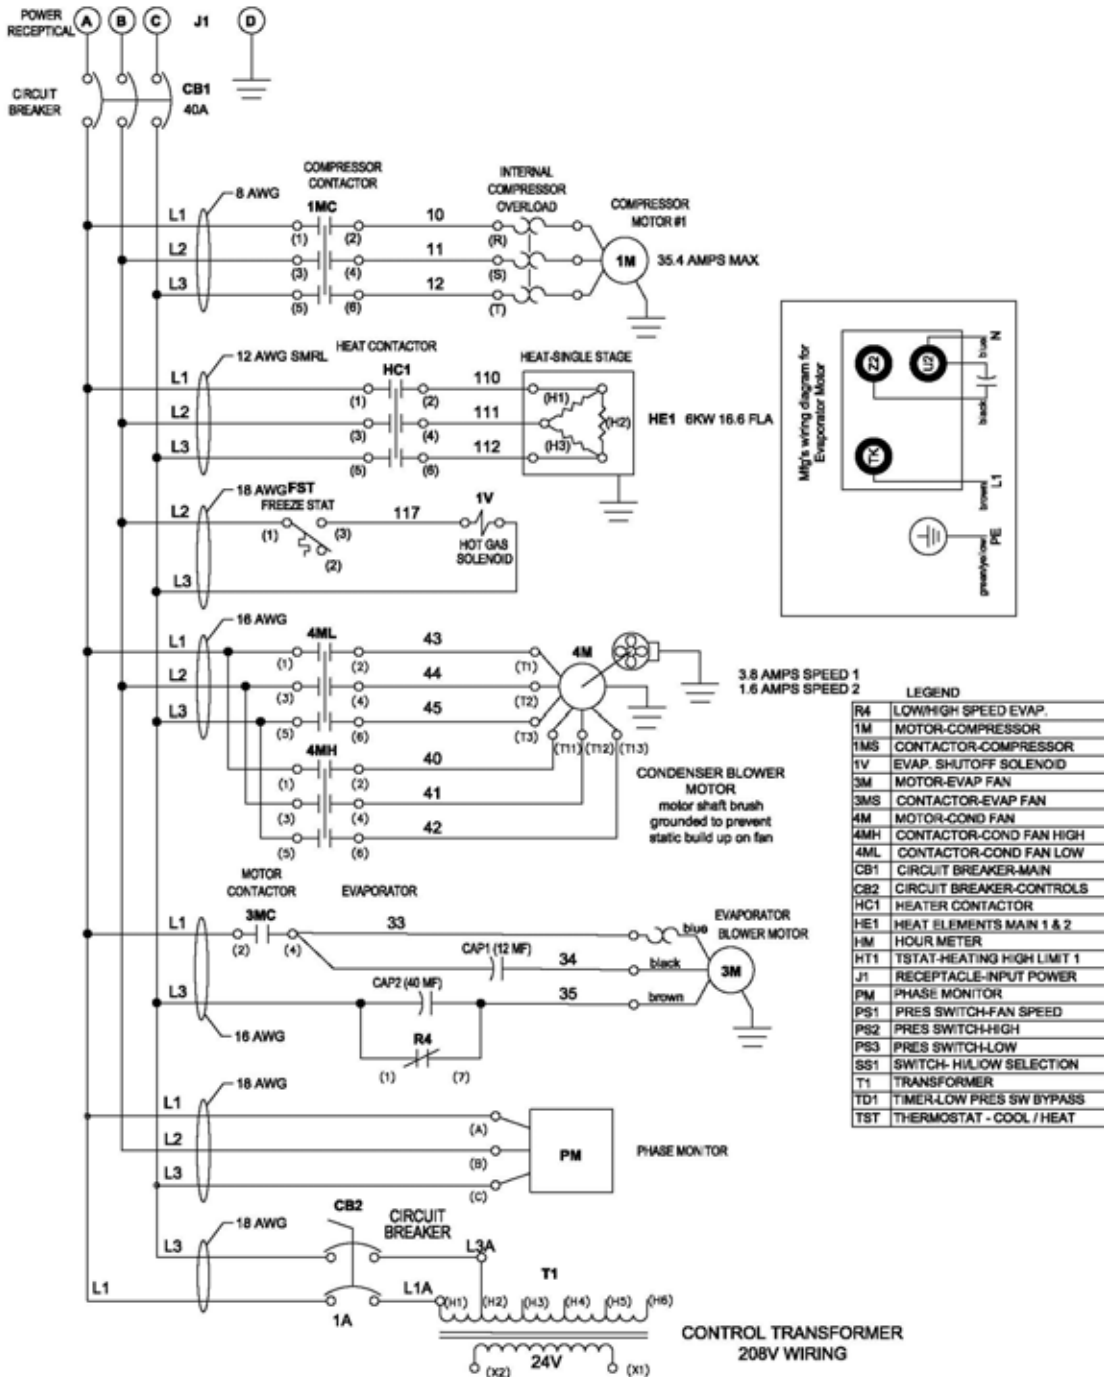 POWER
RECEPTICAL
A
B
C
J1
D
CIRCUIT
BREAKER
CB1
40A
COMPRESSOR
CONTACTOR
INTERNAL
COMPRESSOR
OVERLOAD
8 AWG
1MC
COMPRESSOR
MOTOR #1
L1
(1)
(2)
10
(R)
L2
(3)
(4)
11
(S)
1M
35.4 AMPS MAX
L3
(5)
(6)
12
(T)
12 AWG SMRL
HEAT CONTACTOR
HEAT-SINGLE STAGE
HC1
L1
(1)
(2)
110
(H1)
L2
(3)
(4)
111
(H2)
HE1 6KW 16.6 FLA
L3
(5)
(6)
112
(H3)
Mfg's wiring diagram for
Evaporator Motor
Z2
U2
TK
blue
N
black
brown
L1
green/yellow
PE
18 AWG
FST
FREEZE STAT
1V
L2
(1)
(3)
117
(2)
HOT GAS
SOLENOID
L3
16 AWG
4ML
L1
(1)
(2)
43
(T1)
4M
L2
(3)
(4)
44
(T2)
3.8 AMPS SPEED 1
1.6 AMPS SPEED 2
L3
(5)
(6)
45
(T3)
4MH
(T11)
(T12)
(T13)
(1)
(2)
40
(3)
(4)
41
(5)
(6)
42
CONDENSER BLOWER
MOTOR
motor shaft brush
grounded to prevent
static build up on fan
LEGEND
R4 LOW/HIGH SPEED EVAP.
1M MOTOR-COMPRESSOR
1MS CONTACTOR-COMPRESSOR
1V EVAP. SHUTOFF SOLENOID
3M MOTOR-EVAP FAN
3MS CONTACTOR-EVAP FAN
4M MOTOR-COND FAN
4MH CONTACTOR-COND FAN HIGH
4ML CONTACTOR-COND FAN LOW
CB1 CIRCUIT BREAKER-MAIN
CB2 CIRCUIT BREAKER-CONTROLS
HC1 HEATER CONTACTOR
HE1 HEAT ELEMENTS MAIN 1 & 2
HM HOUR METER
HT1 TSTAT-HEATING HIGH LIMIT 1
J1 RECEPTACLE-INPUT POWER
PM PHASE MONITOR
PS1 PRES SWITCH-FAN SPEED
PS2 PRES SWITCH-HIGH
PS3 PRES SWITCH-LOW
SS1 SWITCH- HI/LIOW SELECTION
T1 TRANSFORMER
TD1 TIMER-LOW PRES SW BYPASS
TST THERMOSTAT - COOL / HEAT
MOTOR
CONTACTOR
EVAPORATOR
L1
3MC
(2)
(4)
33
blue
EVAPORATOR
BLOWER MOTOR
CAP1 (12 MF)
34
black
3M
L3
CAP2 (40 MF)
35
brown
16 AWG
R4
(1)
(7)
18 AWG
L1
(A)
L2
(B)
PM
PHASE MONITOR
L3
(C)
18 AWG
CB2
CIRCUIT
BREAKER
L3
L3A
L1
L1A
T1
1A
(H1)
(H2)
(H3)
(H4)
(H5)
(H6)
24V
(X2)
(X1)
CONTROL TRANSFORMER
208V WIRING